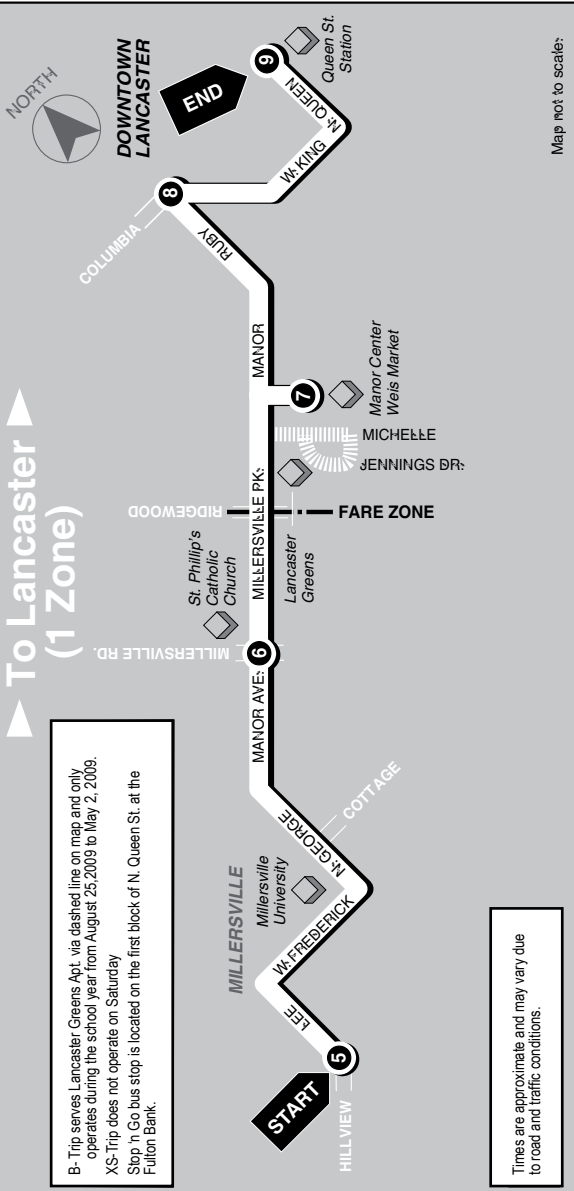 To Lancaster
(1 Zone)
B- Trip serves Lancaster Greens Apt. via dashed line on map and only
operates during the school year from August 25,2009 to May 2, 2009.
XS-Trip does not operate on Saturday
Stop 'n Go bus stop is located on the first block of N. Queen St. at the
Fulton Bank.
NORTH
DOWNTOWN
LANCASTER
END
9
Queen St.
Station
N. QUEEN
W. KING
8
COLUMBIA
RUBY
MANOR
7
Manor Center
Weis Market
MICHELLE
JENNINGS DR.
MILLERSVILLE PK.
RIDGEWOOD
FARE ZONE
Lancaster
Greens
St. Phillip's
Catholic
Church
MILLERSVILLE RD.
6
MANOR AVE.
COTTAGE
N. GEORGE
MILLERSVILLE
Millersville
University
W. FREDERICK
LEE
5
START
HILLVIEW
Times are approximate and may vary due
to road and traffic conditions.
Map not to scale.